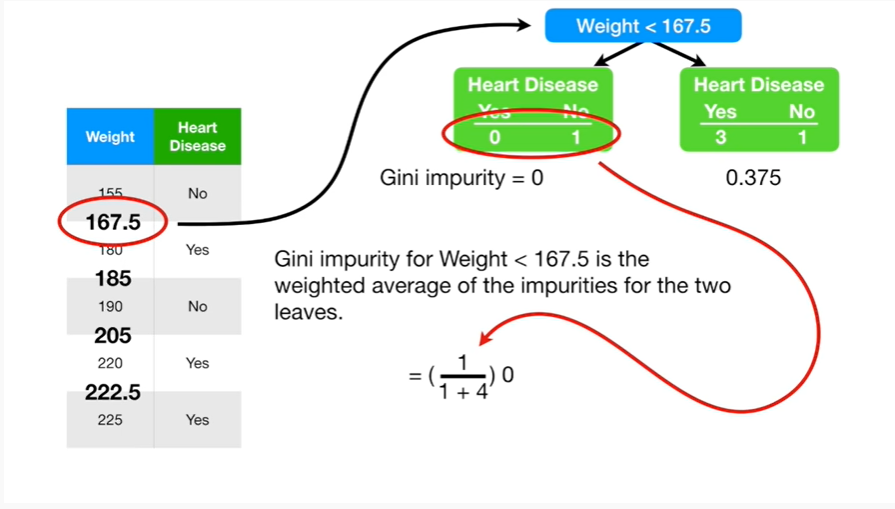 Weight < 167.5
Heart Disease
Yes No
0 1
Heart Disease
Yes No
3 1
Gini impurity = 0
0.375
Weight Heart Disease
155 No
167.5
180 Yes
185
190 No
205
220 Yes
222.5
225 Yes
Gini impurity for Weight < 167.5 is the
weighted average of the impurities for the two
leaves.
= (1/1 + 4) 0